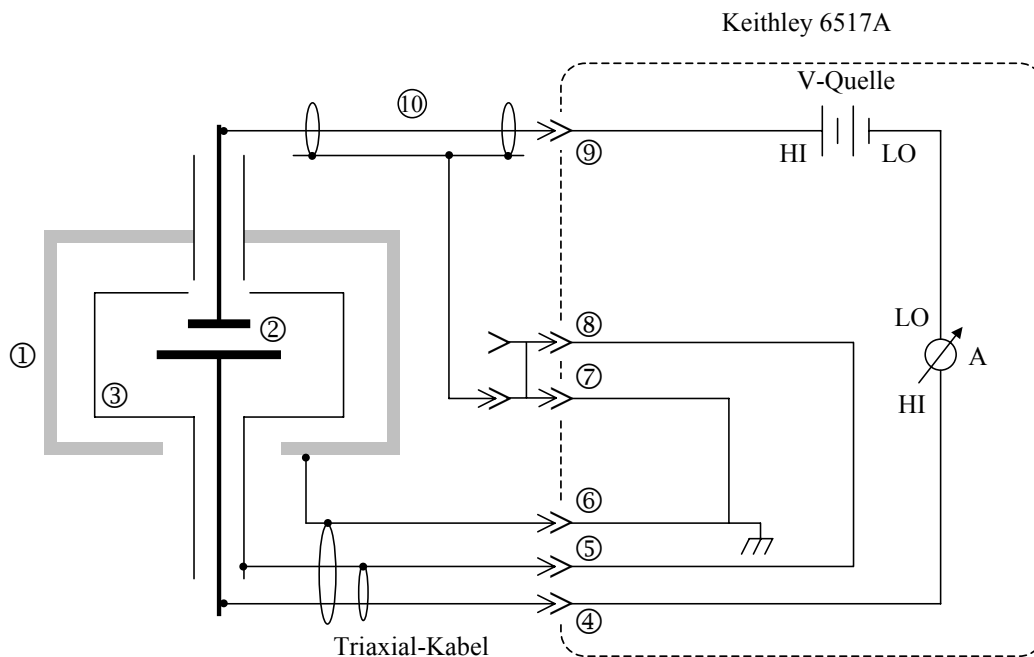 Keithley 6517A
V-Quelle
⑩
HI
LO
⑨
②
⑧
LO
①
A
⑦
③
HI
⑥
⑤
④
Triaxial-Kabel